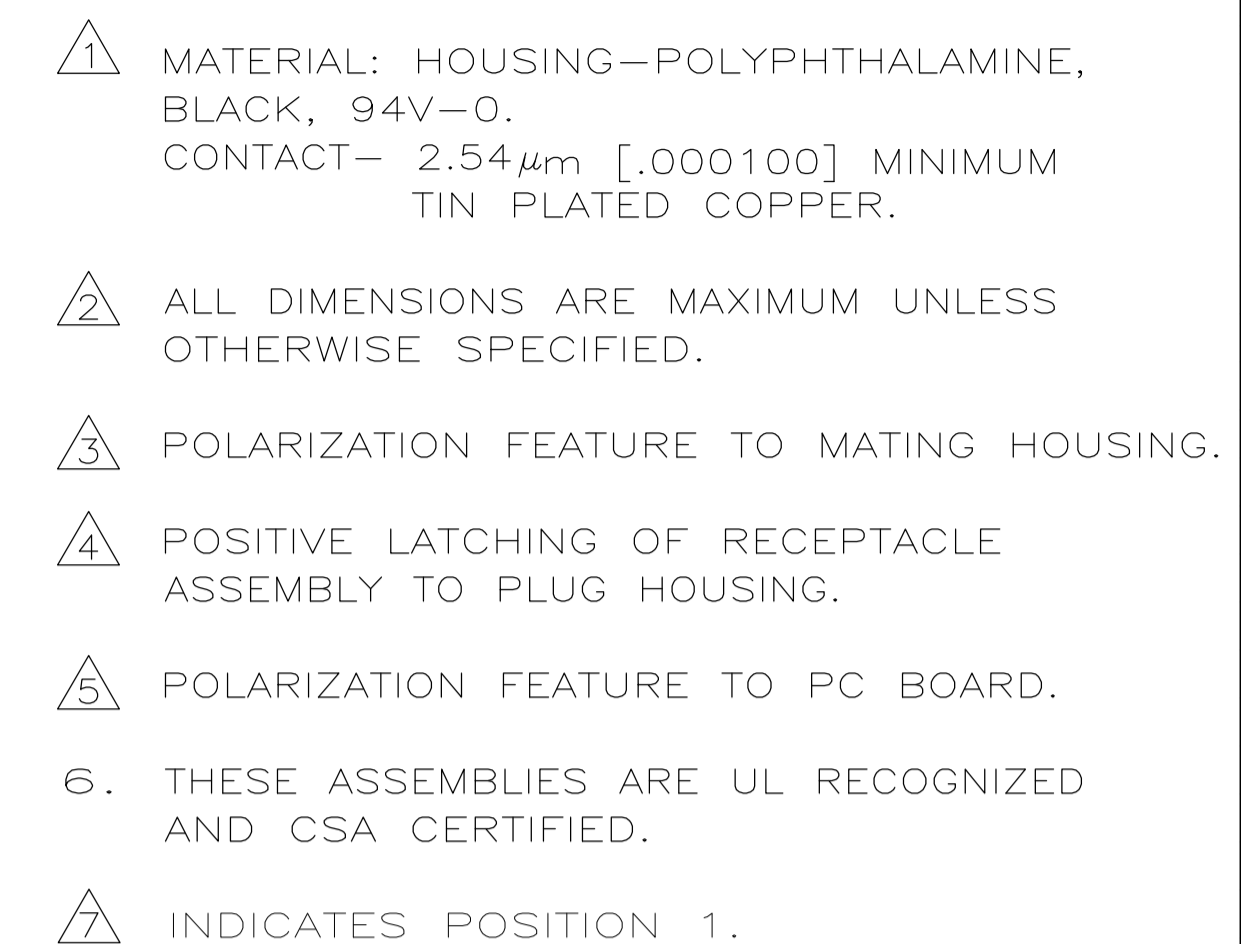 1 MATERIAL: HOUSING–POLYPHTHALAMINE,
BLACK, 94V–0.
CONTACT– 2.54μm [.000100] MINIMUM
TIN PLATED COPPER.
2 ALL DIMENSIONS ARE MAXIMUM UNLESS
OTHERWISE SPECIFIED.
3 POLARIZATION FEATURE TO MATING HOUSING.
4 POSITIVE LATCHING OF RECEPTACLE
ASSEMBLY TO PLUG HOUSING.
5 POLARIZATION FEATURE TO PC BOARD.
6. THESE ASSEMBLIES ARE UL RECOGNIZED
AND CSA CERTIFIED.
7 INDICATES POSITION 1.